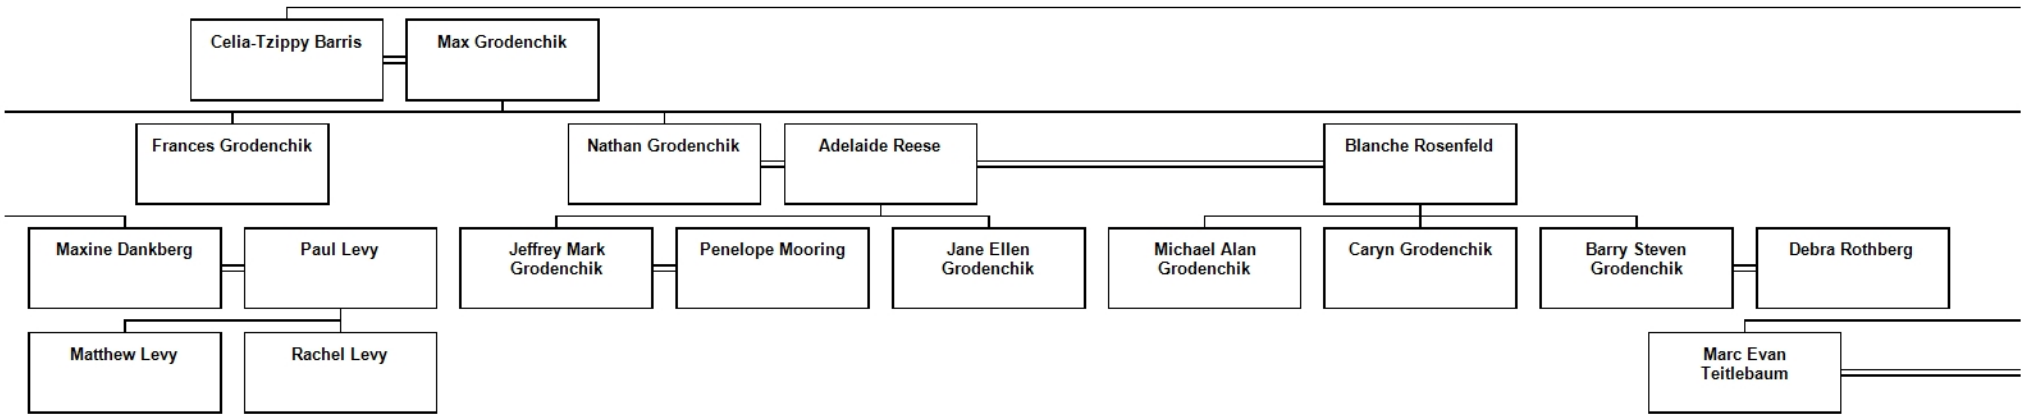 Celia-Tzippy Barris
Max Grodenchik
Frances Grodenchik
Nathan Grodenchik
Adelaide Reese
Blanche Rosenfeld
Maxine Dankberg
Paul Levy
Jeffrey Mark
Grodenchik
Penelope Mooring
Jane Ellen
Grodenchik
Michael Alan
Grodenchik
Caryn Grodenchik
Barry Steven
Grodenchik
Debra Rothberg
Matthew Levy
Rachel Levy
Marc Evan
Teitlebaum